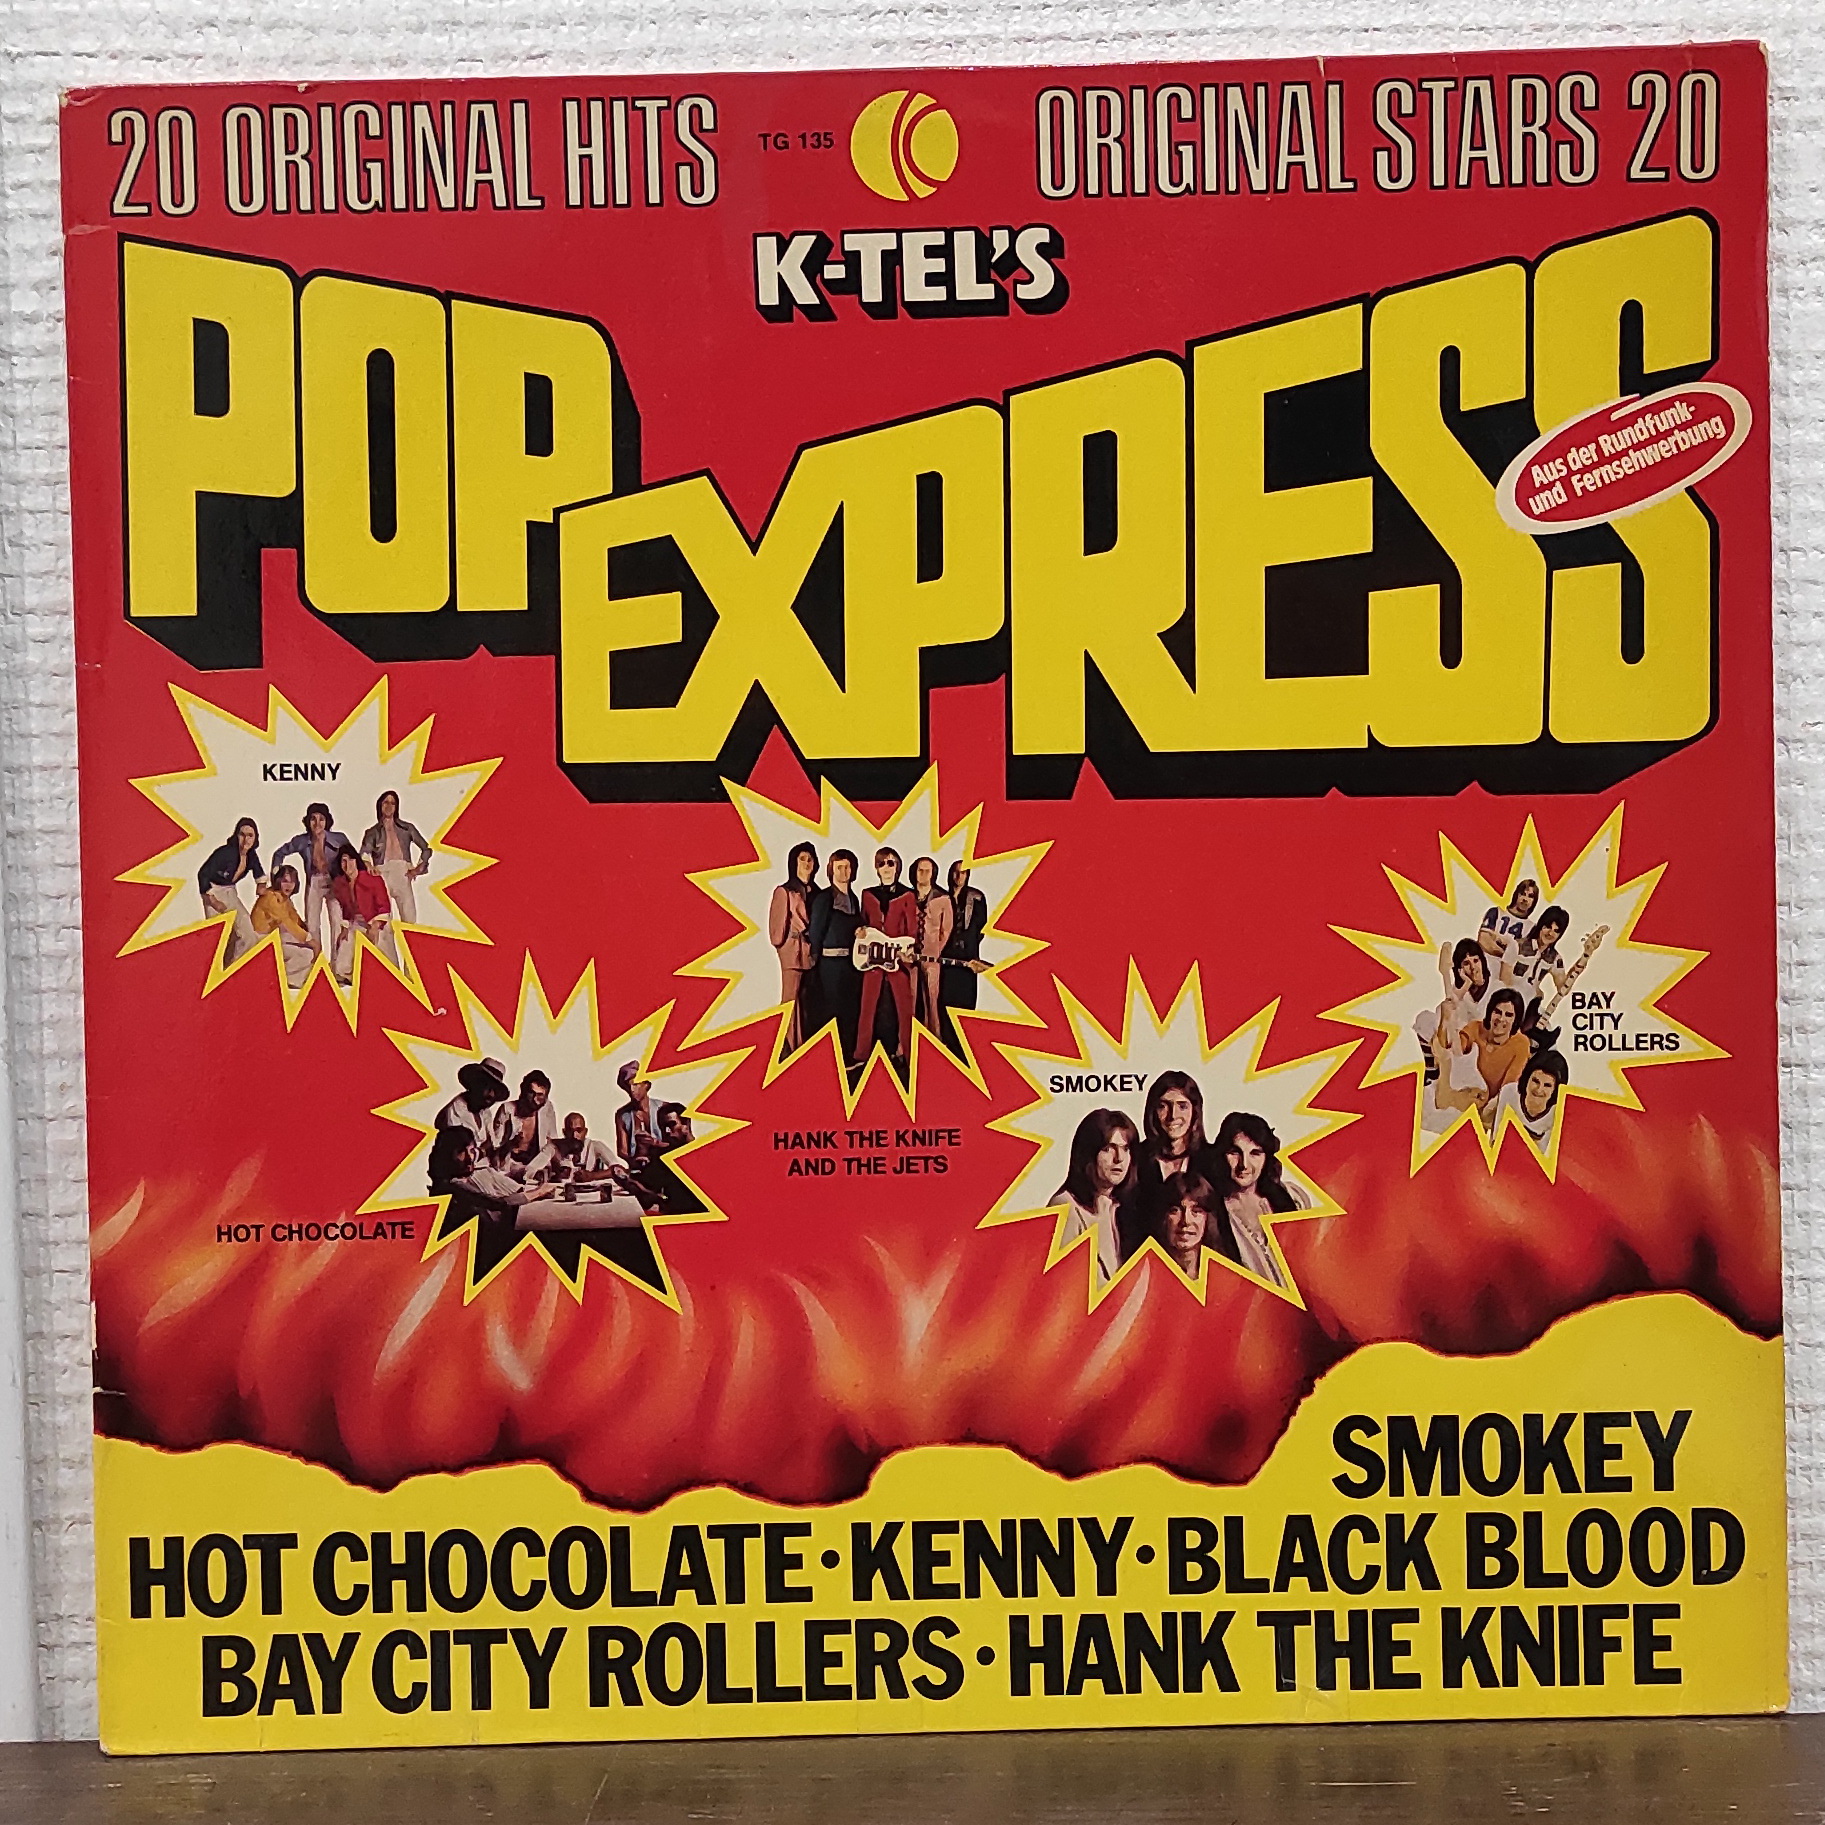 20 ORIGINAL HITS
TG 135
ORIGINAL STARS 20
K-TEL'S
POP
EXPRESS
Aus der Rundfunk-
und Fernsehwerbung
KENNY
HOT CHOCOLATE
HANK THE KNIFE
AND THE JETS
SMOKEY
14
BAY
CITY
ROLLERS
SMOKEY
HOT CHOCOLATE·KENNY·BLACK BLOOD
BAY CITY ROLLERS·HANK THE KNIFE